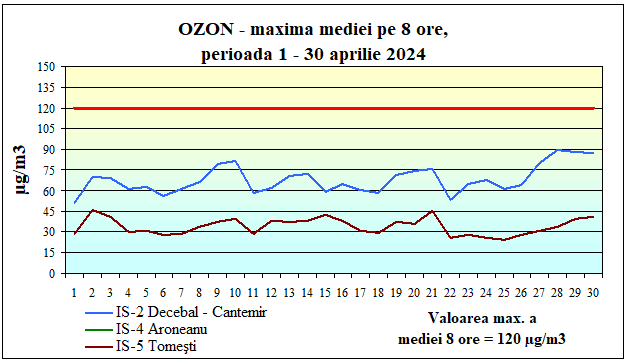 OZON - maxima mediei pe 8 ore,
perioada 1 - 30 aprilie 2024
µg/m3
150
135
120
105
90
75
60
45
30
15
0
1 2 3 4 5 6 7 8 9 10 11 12 13 14 15 16 17 18 19 20 21 22 23 24 25 26 27 28 29 30
IS-2 Decebal - Cantemir
IS-4 Aroneanu
IS-5 Tomeşti
Valoarea max. a
mediei 8 ore = 120 µg/m3